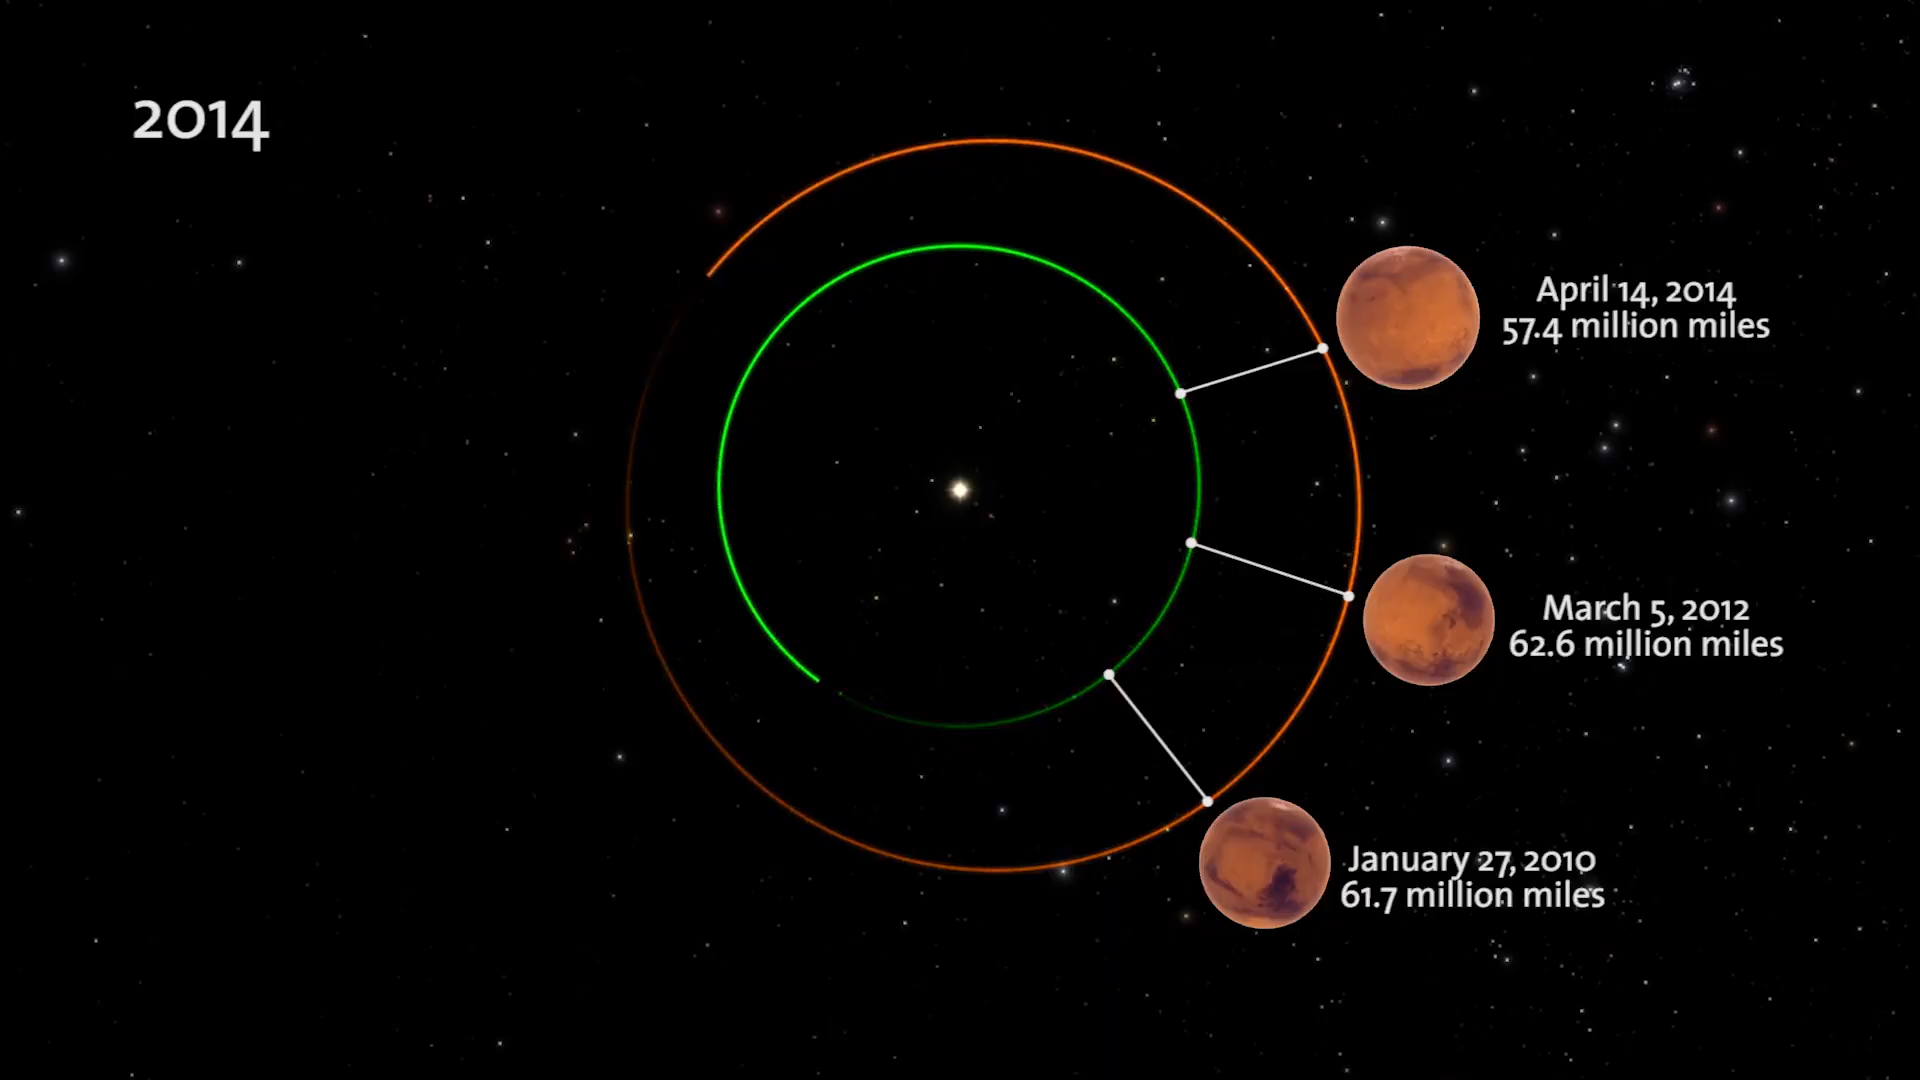 2014
April 14, 2014
57.4 million miles
March 5, 2012
62.6 million miles
January 27, 2010
61.7 million miles